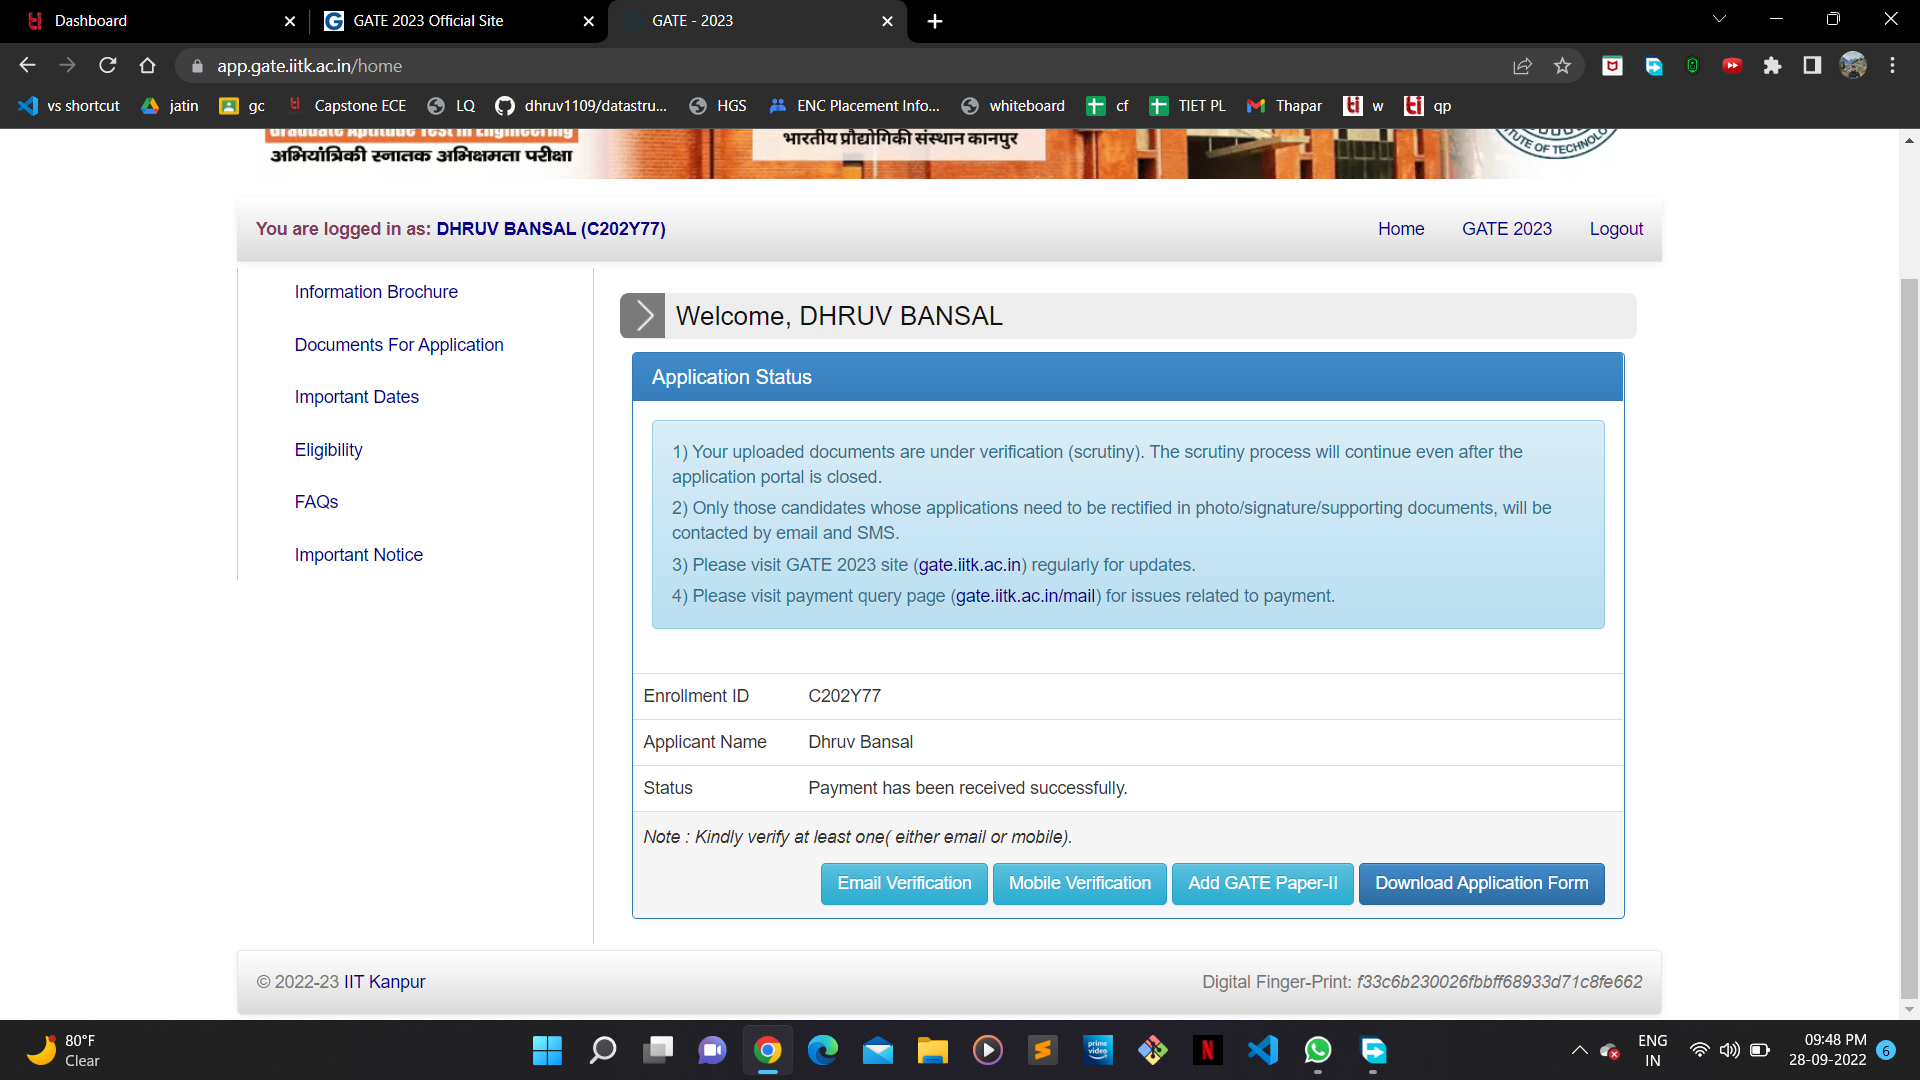 Dashboard
GATE 2023 Official Site
GATE - 2023
app.gate.iitk.ac.in/home
vs shortcut
jatin
gc
Capstone ECE
LQ
dhruv1109/datastru...
HGS
ENC Placement Info...
whiteboard
cf
TIET PL
Thapar
w
qp
Graduate Aptitude Test in Engineering
अभियांत्रिकी स्नातक अभिक्षमता परीक्षा
भारतीय प्रौद्योगिकी संस्थान कानपुर
TUTE OF TECHNOLO
You are logged in as: DHRUV BANSAL (C202Y77)
Home
GATE 2023
Logout
Information Brochure
Documents For Application
Important Dates
Eligibility
FAQs
Important Notice
Welcome, DHRUV BANSAL
Application Status
1) Your uploaded documents are under verification (scrutiny). The scrutiny process will continue even after the
application portal is closed.
2) Only those candidates whose applications need to be rectified in photo/signature/supporting documents, will be
contacted by email and SMS.
3) Please visit GATE 2023 site (gate.iitk.ac.in) regularly for updates.
4) Please visit payment query page (gate.iitk.ac.in/mail) for issues related to payment.
Enrollment ID C202Y77
Applicant Name Dhruv Bansal
Status Payment has been received successfully.
Note : Kindly verify at least one( either email or mobile).
Email Verification
Mobile Verification
Add GATE Paper-II
Download Application Form
© 2022-23 IIT Kanpur
Digital Finger-Print: f33c6b230026fbbff68933d71c8fe662
80°F
Clear
prime video
ENG
IN
09:48 PM
28-09-2022
6